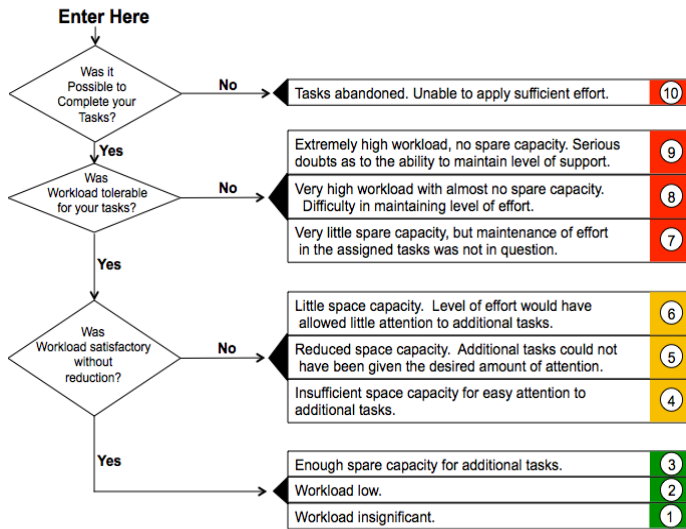 Enter Here
Was it
Possible to
Complete your
Tasks?
No
Tasks abandoned. Unable to apply sufficient effort.
10
Yes
Was
Workload tolerable
for your tasks?
No
Extremely high workload, no spare capacity. Serious
doubts as to the ability to maintain level of support.
9
Very high workload with almost no spare capacity.
Difficulty in maintaining level of effort.
8
Very little spare capacity, but maintenance of effort
in the assigned tasks was not in question.
7
Yes
Was
Workload satisfactory
without
reduction?
No
Little space capacity. Level of effort would have
allowed little attention to additional tasks.
6
Reduced space capacity. Additional tasks could not
have been given the desired amount of attention.
5
Insufficient space capacity for easy attention to
additional tasks.
4
Yes
Enough spare capacity for additional tasks.
3
Workload low.
2
Workload insignificant.
1